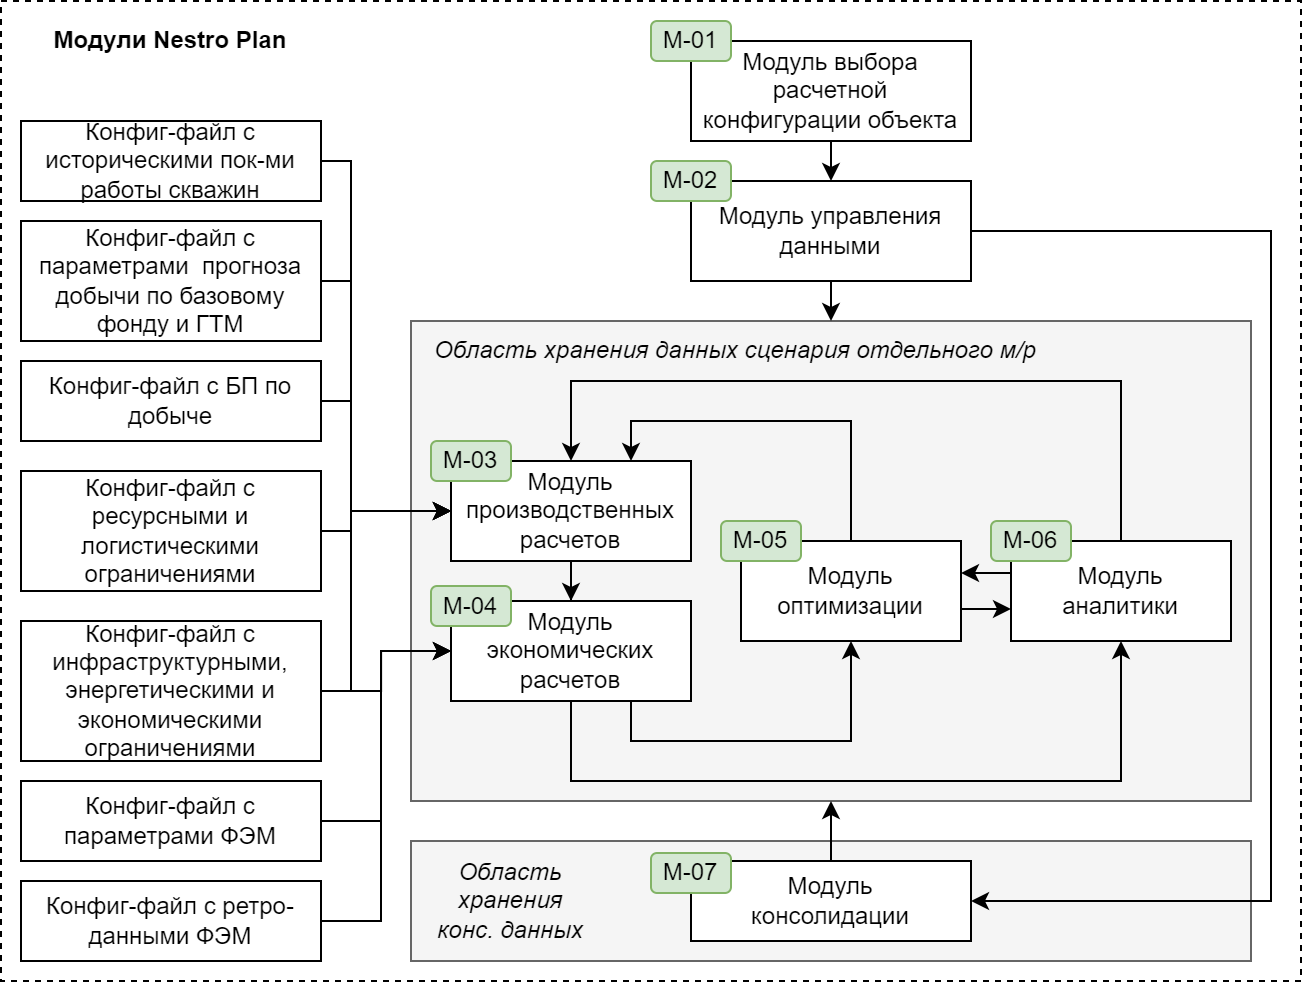 Модули Nestro Plan
М-01
Модуль выбора
расчетной
конфигурации объекта
М-02
Модуль управления
данными
Конфиг-файл с
историческими пок-ми
работы скважин
Конфиг-файл с
параметрами прогноза
добычи по базовому
фонду и ГТМ
Конфиг-файл с БП по
добыче
Конфиг-файл с
ресурсными и
логистическими
ограничениями
Конфиг-файл с
инфраструктурными,
энергетическими и
экономическими
ограничениями
Конфиг-файл с
параметрами ФЭМ
Конфиг-файл с ретро-
данными ФЭМ
Область хранения данных сценария отдельного м/р
М-03
Модуль
производственных
расчетов
М-04
Модуль
экономических
расчетов
М-05
Модуль
оптимизации
М-06
Модуль
аналитики
Область
хранения
конс. данных
М-07
Модуль
консолидации